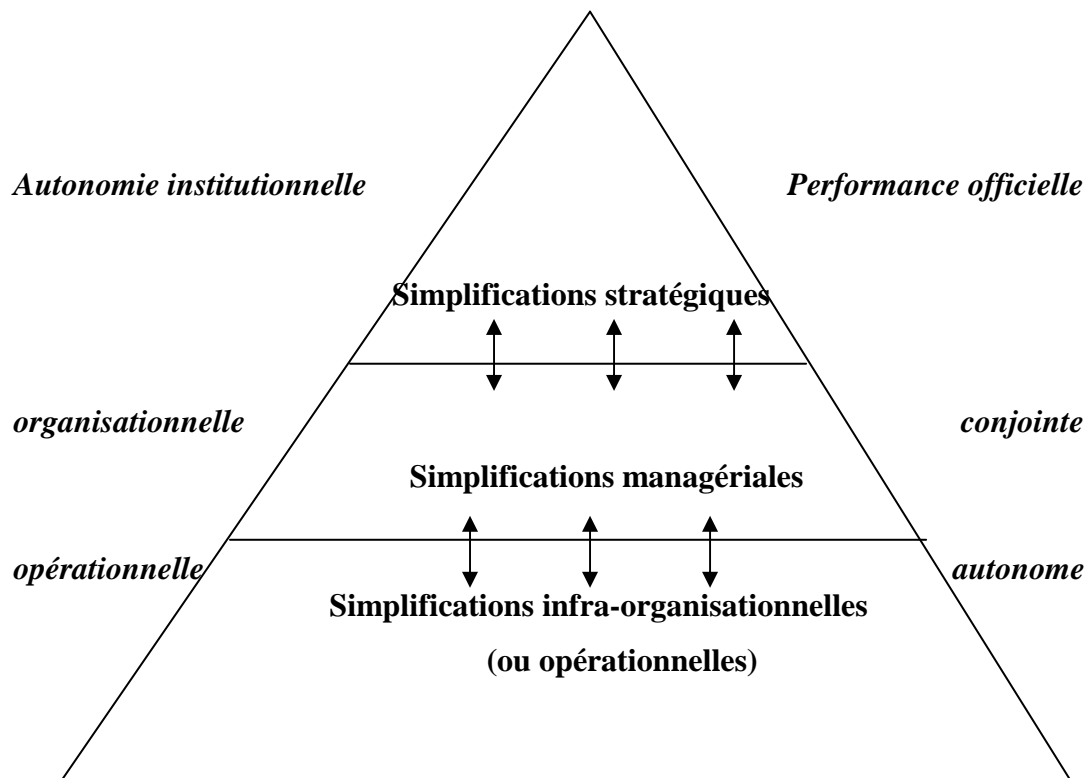 Autonomie institutionnelle
Performance officielle
Simplifications stratégiques
organisationnelle
conjointe
Simplifications managériales
opérationnelle
autonome
Simplifications infra-organisationnelles
(ou opérationnelles)